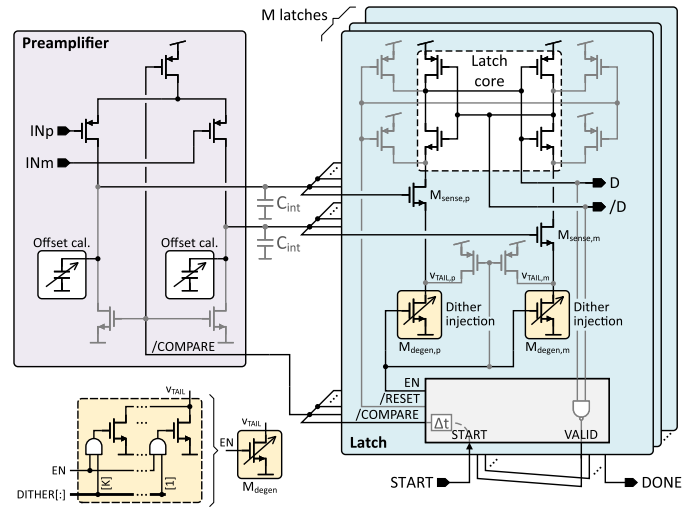 M latches
Preamplifier
Latch
core
INp
INm
M_sense,p
D
/D
C_int
M_sense,m
C_int
Offset cal.
Offset cal.
v_TAIL,p
v_TAIL,m
Dither
injection
Dither
injection
M_degen,p
M_degen,m
/COMPARE
EN
/RESET
/COMPARE
Δt
START
VALID
Latch
v_TAIL
v_TAIL
EN
M_degen
EN
DITHER[:]
[K]
[1]
START
DONE